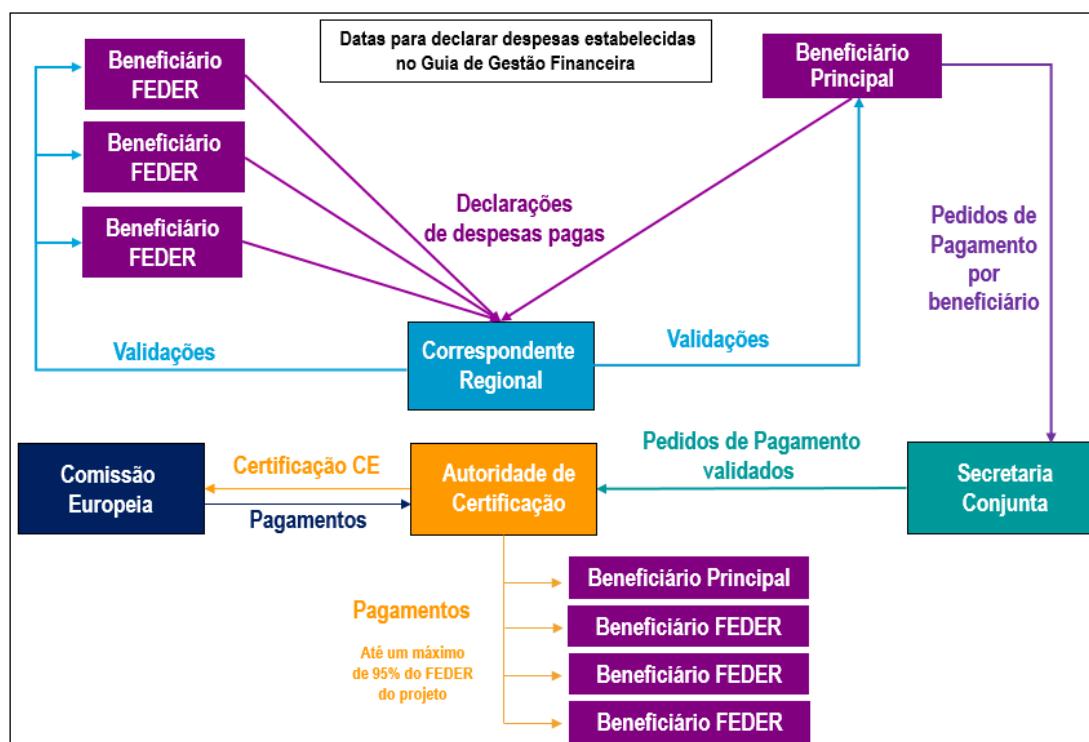 Datas para declarar despesas estabelecidas
no Guia de Gestão Financeira
Beneficiário
FEDER
Beneficiário
FEDER
Beneficiário
FEDER
Beneficiário
Principal
Declarações
de despesas pagas
Pedidos de
Pagamento
por
beneficiário
Validações
Correspondente
Regional
Validações
Comissão
Europeia
Certificação CE
Pagamentos
Autoridade de
Certificação
Pedidos de Pagamento
validados
Secretaria
Conjunta
Pagamentos
Até um máximo
de 95% do FEDER
do projeto
Beneficiário Principal
Beneficiário FEDER
Beneficiário FEDER
Beneficiário FEDER